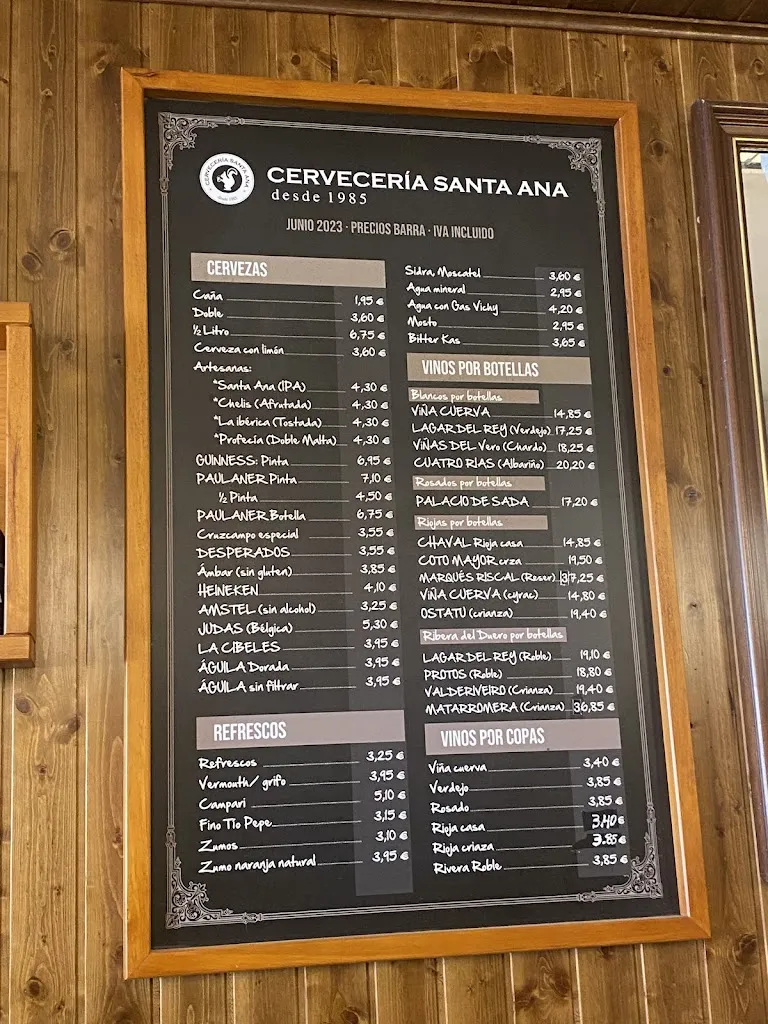 CERVECERÍA SANTA ANA
CERVECERÍA SANTA ANA
desde 1985
JUNIO 2023 · PRECIOS BARRA · IVA INCLUIDO
CERVEZAS
Caña 1,95 €
Doble 3,60 €
½ Litro 6,75 €
Cerveza con limón 3,60 €
Artesanas:
*Santa Ana (IPA) 4,30 €
*Chelis (Afrutada) 4,30 €
*La ibérica (Tostada) 4,30 €
*Profecía (Doble Malta) 4,30 €
GUINNESS: Pinta 6,95 €
PAULANER Pinta 7,10 €
½ Pinta 4,50 €
PAULANER Botella 6,75 €
Cruzcampo especial 3,55 €
DESPERADOS 3,55 €
Ámbar (sin gluten) 3,85 €
HEINEKEN 4,10 €
AMSTEL (sin alcohol) 3,25 €
JUDAS (Bélgica) 5,30 €
LA CIBELES 3,95 €
ÁGUILA Dorada 3,95 €
ÁGUILA sin filtrar 3,95 €
REFRESCOS
Refrescos 3,25 €
Vermouth/ grifo 3,95 €
Campari 5,10 €
Fino Tío Pepe 3,15 €
Zumos 3,10 €
Zumo naranja natural 3,95 €
Sidra, Moscatel 3,60 €
Agua mineral 2,95 €
Agua con Gas Vichy 4,20 €
Mosto 2,95 €
Bitter Kas 3,65 €
VINOS POR BOTELLAS
Blancos por botellas
VIÑA CUERVA 14,85 €
LAGAR DEL REY (Verdejo) 17,25 €
VIÑAS DEL Vero (Chardo) 18,25 €
CUATRO RÍAS (Albariño) 20,20 €
Rosados por botellas
PALACIO DE SADA 17,20 €
Riojas por botellas
CHAVAL Rioja casa 14,85 €
COTO MAYOR crza 19,50 €
MARQUÉS RISCAL (Reser) 37,25 €
VIÑA CUERVA (cyrac) 14,80 €
OSTATU (crianza) 19,40 €
Ribera del Duero por botellas
LAGAR DEL REY (Roble) 19,10 €
PROTOS (Roble) 18,80 €
VALDERIVEIRO (Crianza) 19,40 €
MATARROMERA (Crianza) 36,85 €
VINOS POR COPAS
Viña cuerva 3,40 €
Verdejo 3,85 €
Rosado 3,85 €
Rioja casa 3,40 €
Rioja criaza 3.85 €
Rivera Roble 3,85 €